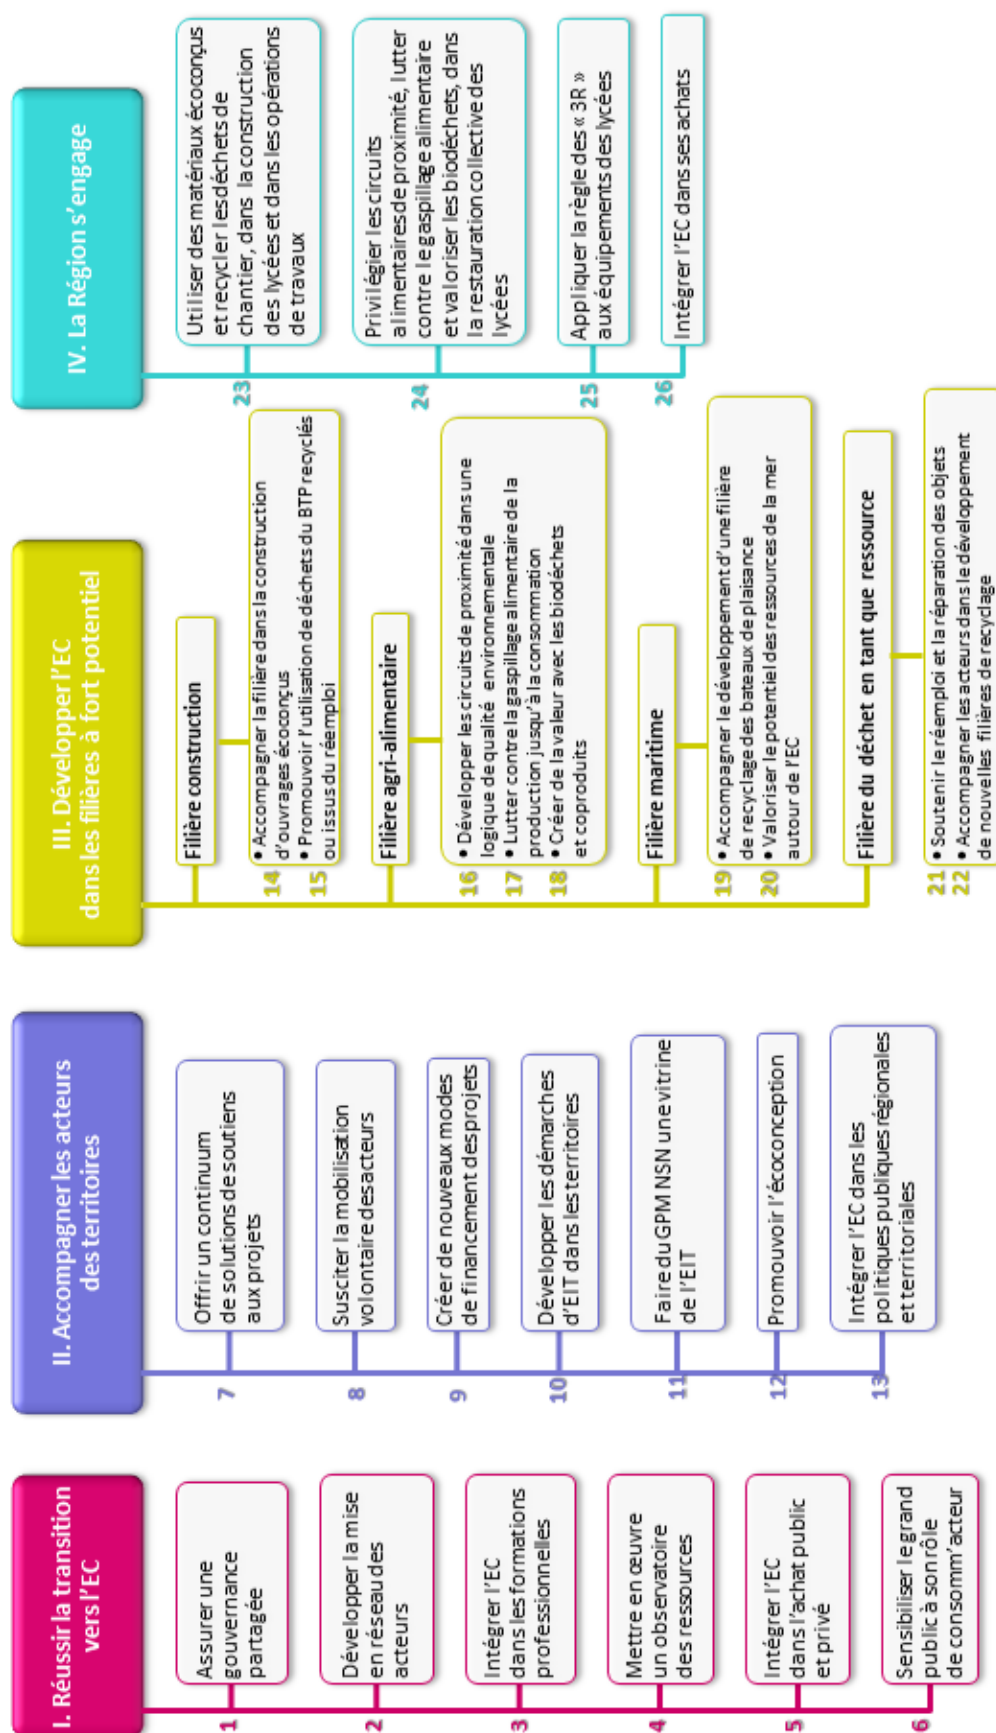 I. Réussir la transition
vers l'EC
1
Assurer une
gouvernance
partagée
2
Développer la mise
en réseau des
acteurs
3
Intégrer l'EC
dans les formations
professionnelles
4
Mettre en œuvre
un observatoire
des ressources
5
Intégrer l'EC
dans l'achat public
et privé
6
Sensibiliser le grand
public à son rôle
de consomm'acteur
II. Accompagner les acteurs
des territoires
7
Offrir un continuum
de solutions de soutiens
aux projets
8
Susciter la mobilisation
volontaire des acteurs
9
Créer de nouveaux modes
de financement des projets
10
Développer les démarches
d'EIT dans les territoires
11
Faire du GPM NSN une vitrine
de l'EIT
12
Promouvoir l'écoconception
13
Intégrer l'EC dans les
politiques publiques régionales
et territoriales
III. Développer l'EC
dans les filières à fort potentiel
Filière construction
14 • Accompagner la filière dans la construction
d'ouvrages écoconçus
15 • Promouvoir l'utilisation de déchets du BTP recyclés
ou issus du réemploi
Filière agri-alimentaire
16 • Développer les circuits de proximité dans une
logique de qualité environnementale
17 • Lutter contre la gaspillage alimentaire de la
production jusqu'à la consommation
18 • Créer de la valeur avec les biodéchets
et coproduits
Filière maritime
19 • Accompagner le développement d'une filière
de recyclage des bateaux de plaisance
20 • Valoriser le potentiel des ressources de la mer
autour de l'EC
Filière du déchet en tant que ressource
21 • Soutenir le réemploi et la réparation des objets
22 • Accompagner les acteurs dans le développement
de nouvelles filières de recyclage
IV. La Région s'engage
23
Utiliser des matériaux écoconçus
et recycler les déchets de
chantier, dans la construction
des lycées et dans les opérations
de travaux
24
Privilégier les circuits
alimentaires de proximité, lutter
contre le gaspillage alimentaire
et valoriser les biodéchets, dans
la restauration collective des
lycées
25
Appliquer la règle des « 3R »
aux équipements des lycées
26
Intégrer l'EC dans ses achats